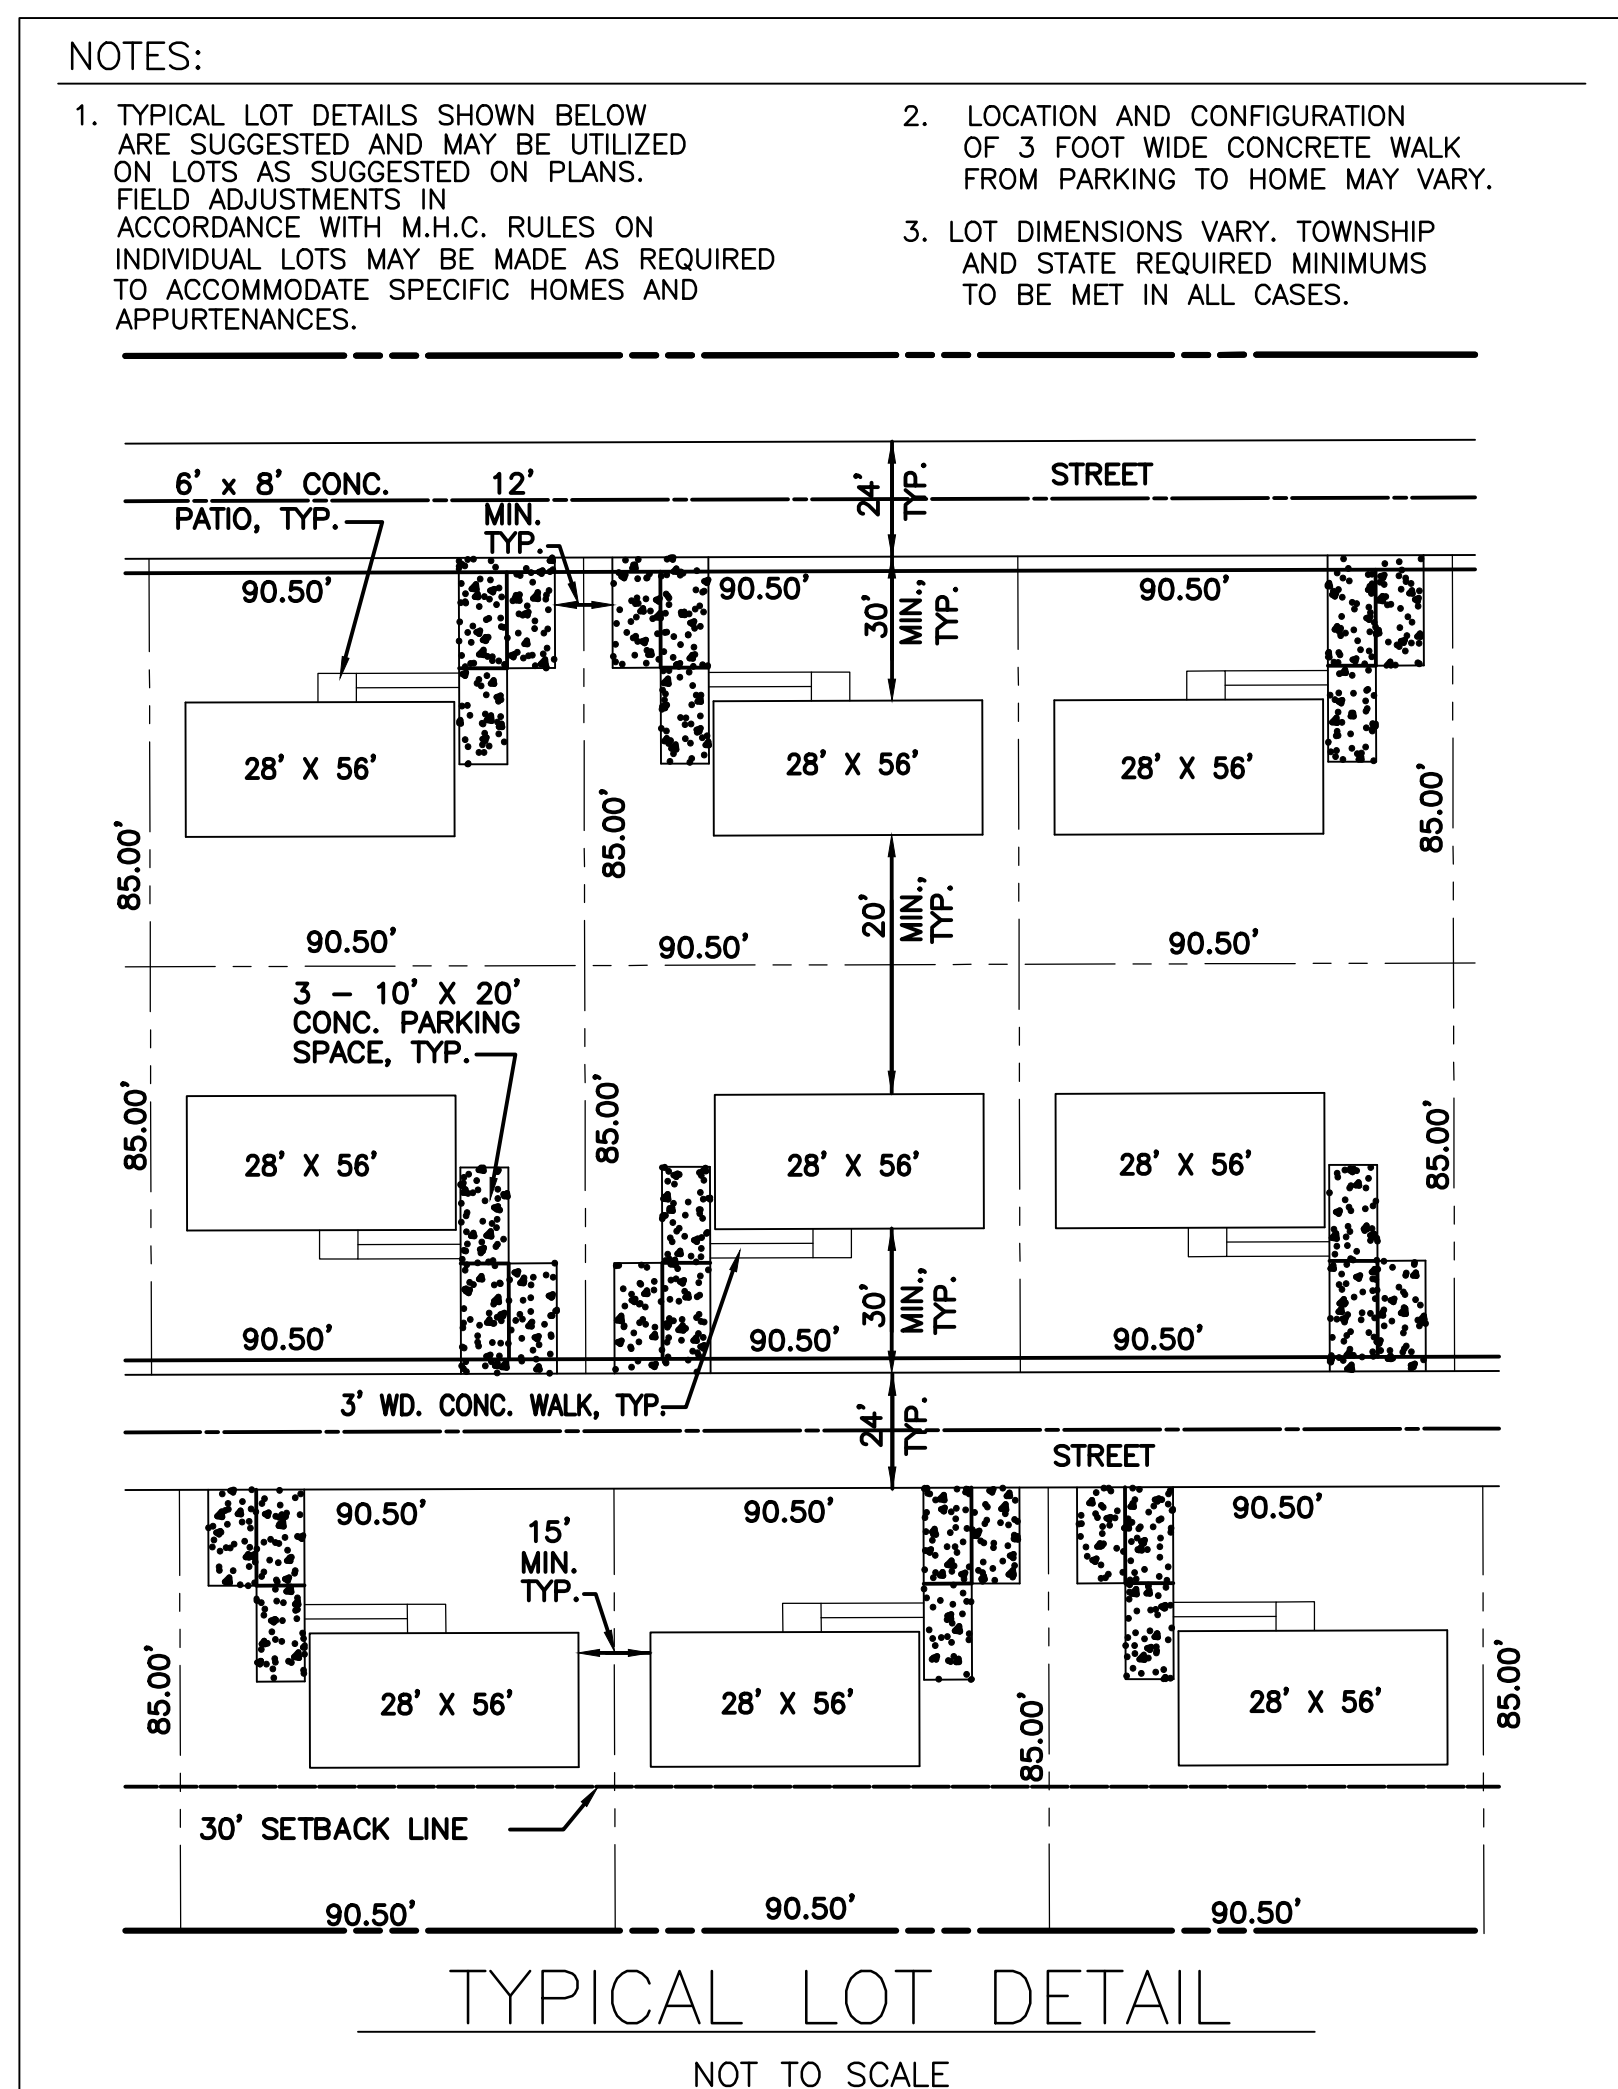 NOTES:
1. TYPICAL LOT DETAILS SHOWN BELOW
ARE SUGGESTED AND MAY BE UTILIZED
ON LOTS AS SUGGESTED ON PLANS.
FIELD ADJUSTMENTS IN
ACCORDANCE WITH M.H.C. RULES ON
INDIVIDUAL LOTS MAY BE MADE AS REQUIRED
TO ACCOMMODATE SPECIFIC HOMES AND
APPURTENANCES.
2. LOCATION AND CONFIGURATION
OF 3 FOOT WIDE CONCRETE WALK
FROM PARKING TO HOME MAY VARY.
3. LOT DIMENSIONS VARY. TOWNSHIP
AND STATE REQUIRED MINIMUMS
TO BE MET IN ALL CASES.
6' x 8' CONC.
PATIO, TYP.
12'
MIN.
TYP.
24'
TYP.
STREET
90.50'
90.50'
30'
MIN.,
TYP.
90.50'
28' X 56'
28' X 56'
28' X 56'
85.00'
85.00'
85.00'
20'
MIN.,
TYP.
90.50'
90.50'
90.50'
3 - 10' X 20'
CONC. PARKING
SPACE, TYP.
85.00'
85.00'
85.00'
28' X 56'
28' X 56'
28' X 56'
30'
MIN.,
TYP.
90.50'
90.50'
90.50'
3' WD. CONC. WALK, TYP.
24'
TYP.
STREET
90.50'
90.50'
90.50'
15'
MIN.
TYP.
85.00'
85.00'
85.00'
28' X 56'
28' X 56'
28' X 56'
30' SETBACK LINE
90.50'
90.50'
90.50'
TYPICAL LOT DETAIL
NOT TO SCALE